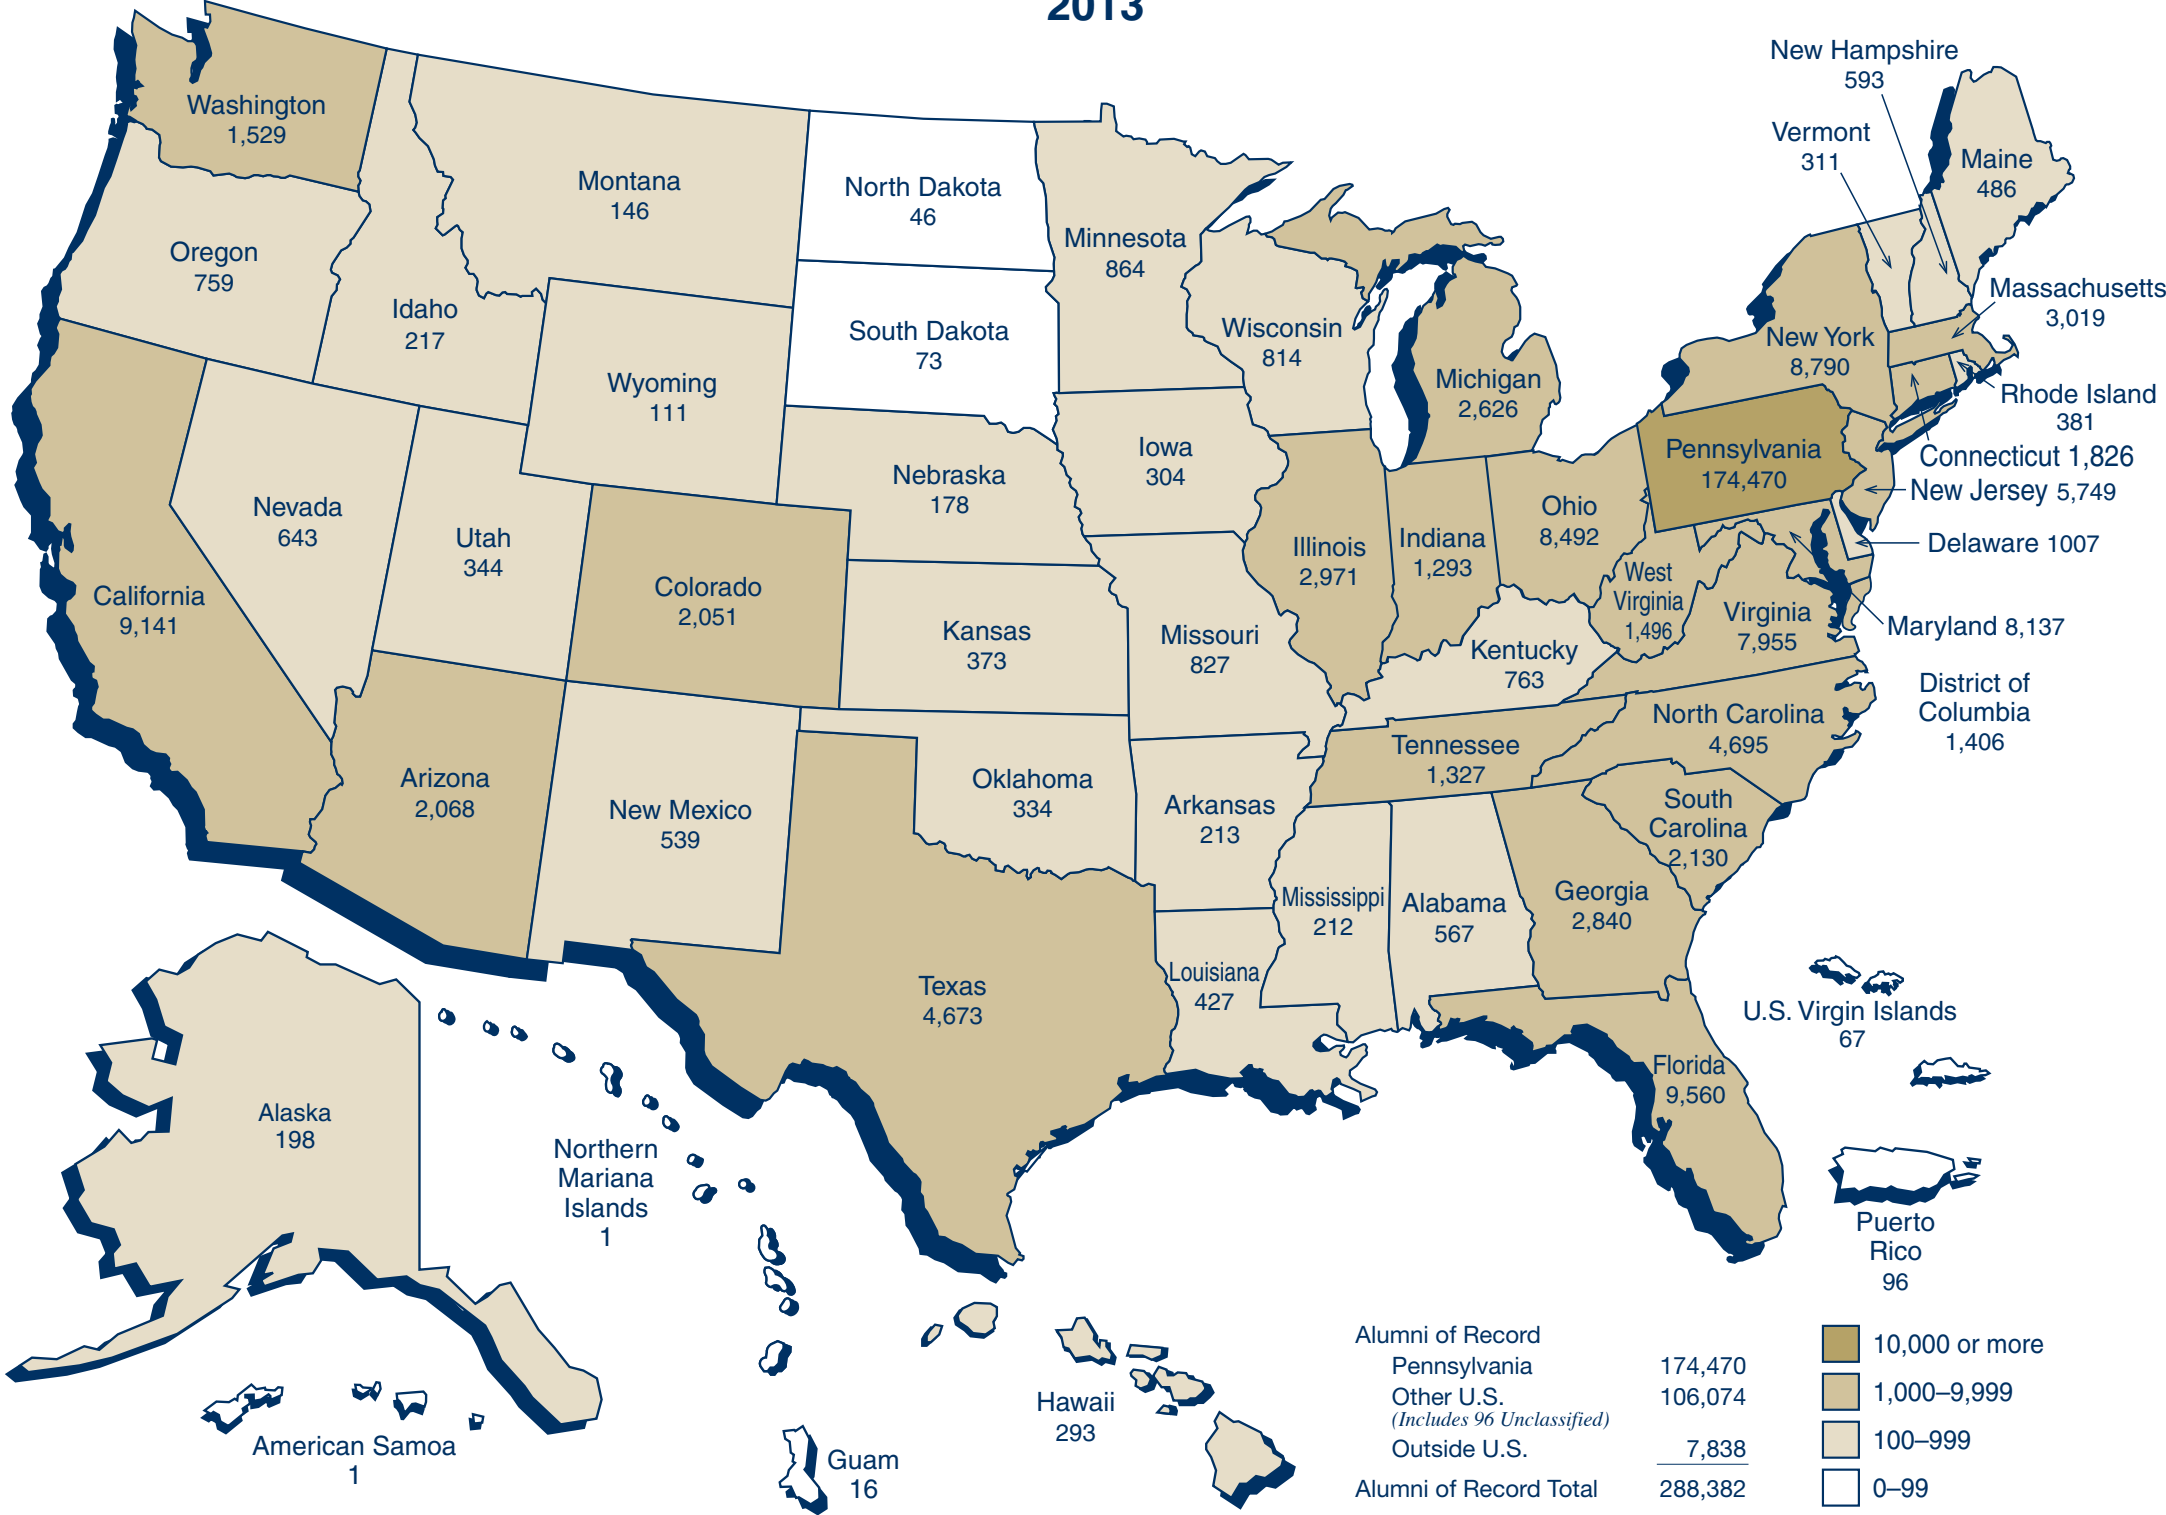 2013
Washington
1,529
Oregon
759
California
9,141
Nevada
643
Idaho
217
Montana
146
Wyoming
111
Utah
344
Colorado
2,051
Arizona
2,068
New Mexico
539
North Dakota
46
South Dakota
73
Nebraska
178
Kansas
373
Oklahoma
334
Texas
4,673
Minnesota
864
Iowa
304
Missouri
827
Arkansas
213
Louisiana
427
Wisconsin
814
Illinois
2,971
Michigan
2,626
Indiana
1,293
Ohio
8,492
Kentucky
763
Tennessee
1,327
Mississippi
212
Alabama
567
Georgia
2,840
Florida
9,560
South
Carolina
2,130
North Carolina
4,695
Virginia
7,955
West
Virginia
1,496
Pennsylvania
174,470
New York
8,790
New Hampshire
593
Vermont
311
Maine
486
Massachusetts
3,019
Rhode Island
381
Connecticut 1,826
New Jersey 5,749
Delaware 1007
Maryland 8,137
District of
Columbia
1,406
U.S. Virgin Islands
67
Puerto
Rico
96
Alaska
198
Northern
Mariana
Islands
1
American Samoa
1
Guam
16
Hawaii
293
Alumni of Record
Pennsylvania 174,470
Other U.S. 106,074
(Includes 96 Unclassified)
Outside U.S. 7,838
Alumni of Record Total 288,382
10,000 or more
1,000–9,999
100–999
0–99